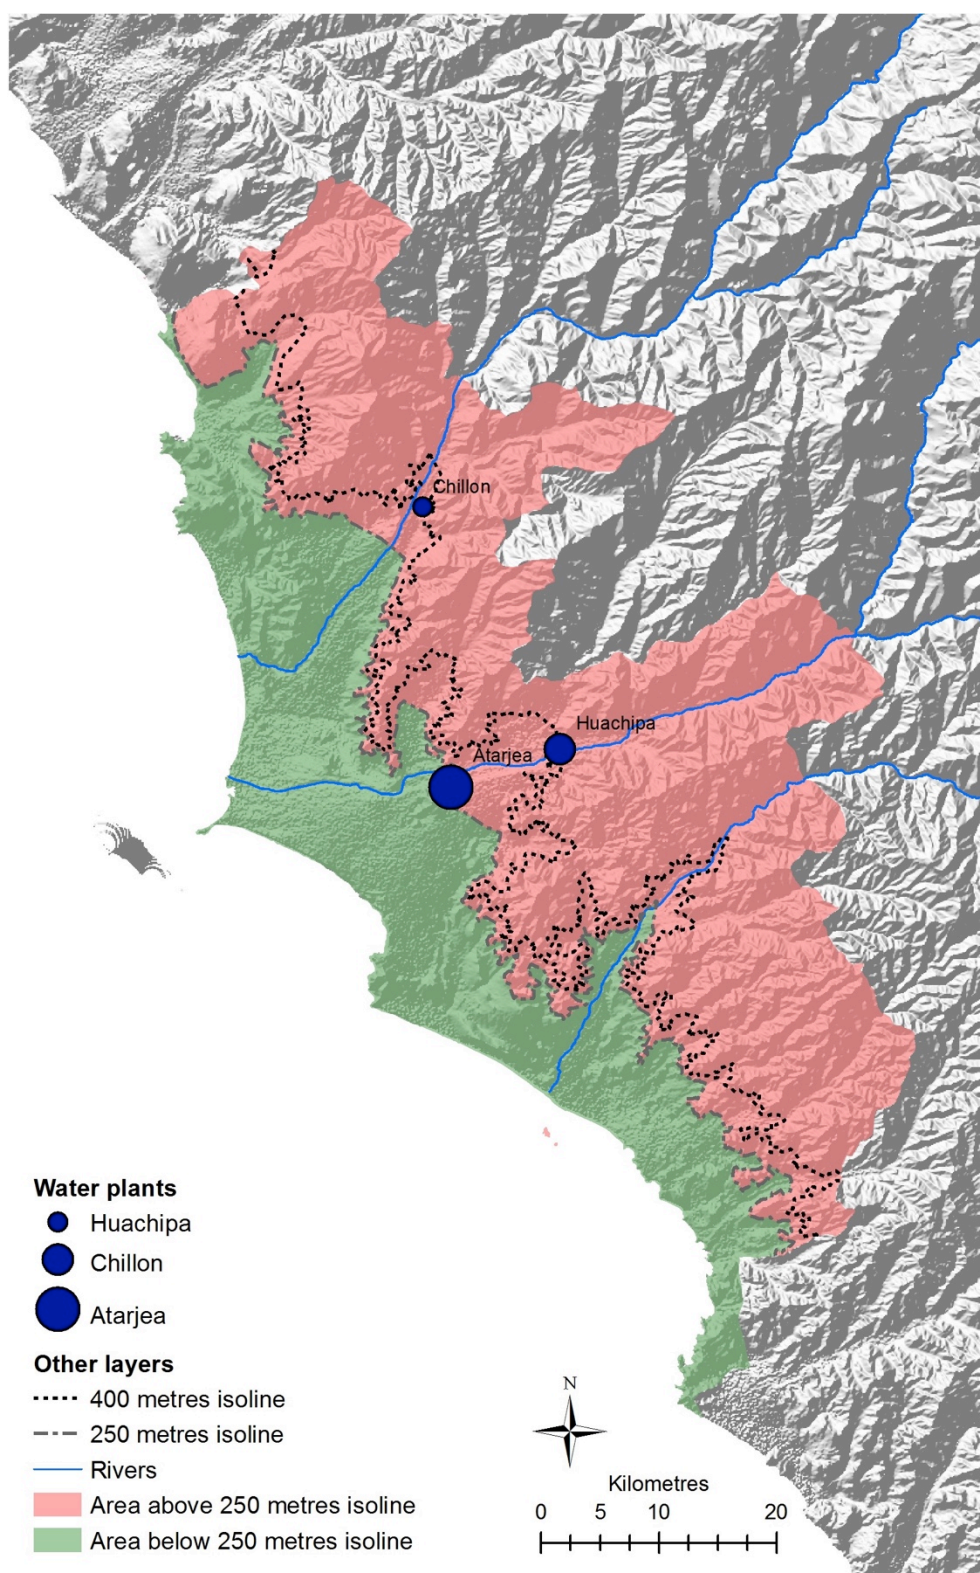 Chillon
Huachipa
Atarjea
Water plants
Huachipa
Chillon
Atarjea
Other layers
400 metres isoline
250 metres isoline
Rivers
Area above 250 metres isoline
Area below 250 metres isoline
N
Kilometres
0 5 10 20